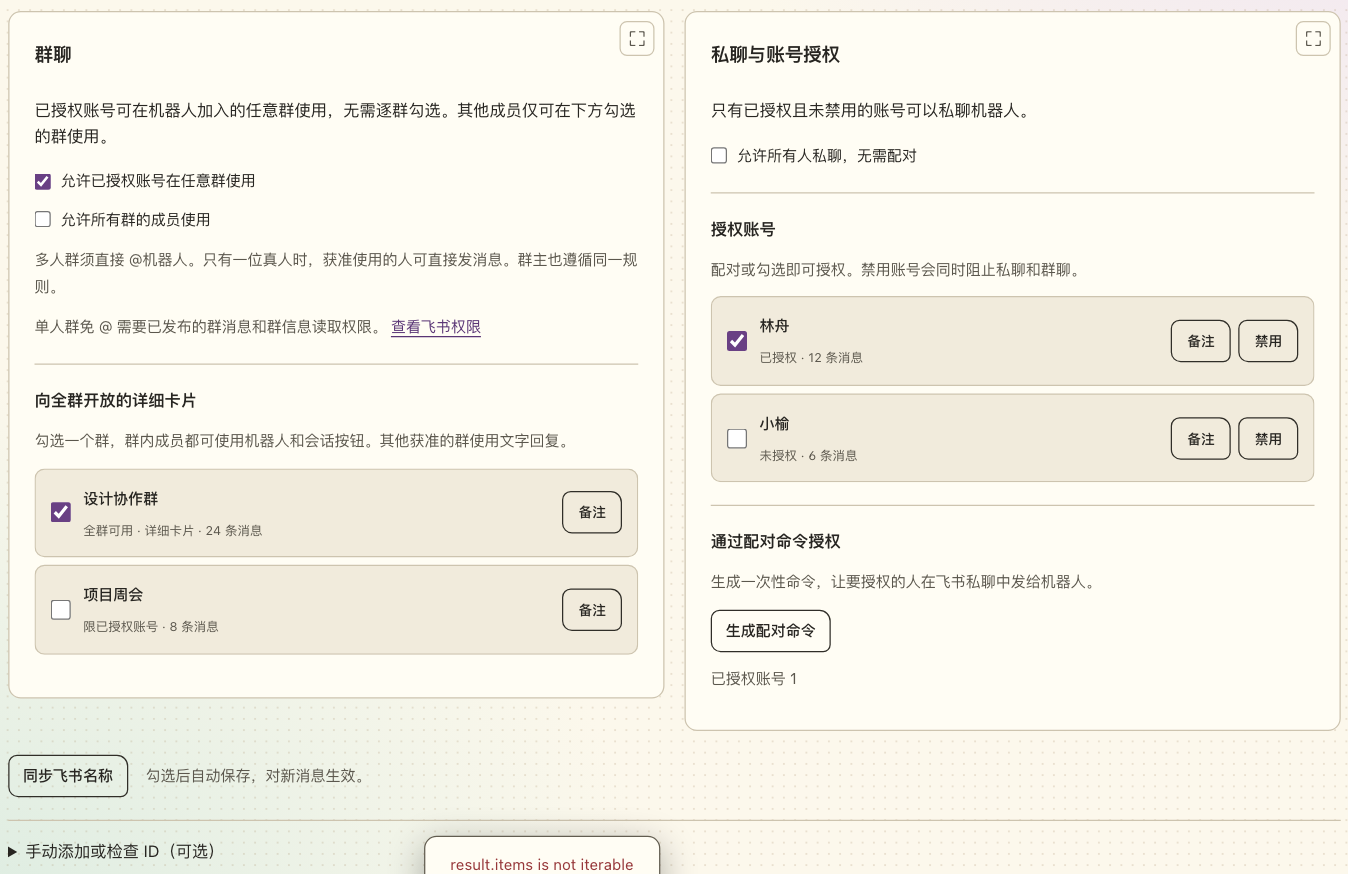 群聊
已授权账号可在机器人加入的任意群使用，无需逐群勾选。其他成员仅可在下方勾选
的群使用。
允许已授权账号在任意群使用
允许所有群的成员使用
多人群须直接 @机器人。只有一位真人时，获准使用的人可直接发消息。群主也遵循同一规
则。
单人群免 @ 需要已发布的群消息和群信息读取权限。 查看飞书权限
向全群开放的详细卡片
勾选一个群，群内成员都可使用机器人和会话按钮。其他获准的群使用文字回复。
设计协作群
全群可用 · 详细卡片 · 24 条消息
备注
项目周会
限已授权账号 · 8 条消息
备注
私聊与账号授权
只有已授权且未禁用的账号可以私聊机器人。
允许所有人私聊，无需配对
授权账号
配对或勾选即可授权。禁用账号会同时阻止私聊和群聊。
林舟
已授权 · 12 条消息
备注
禁用
小榆
未授权 · 6 条消息
备注
禁用
通过配对命令授权
生成一次性命令，让要授权的人在飞书私聊中发给机器人。
生成配对命令
已授权账号 1
同步飞书名称
勾选后自动保存，对新消息生效。
手动添加或检查 ID（可选）
result.items is not iterable